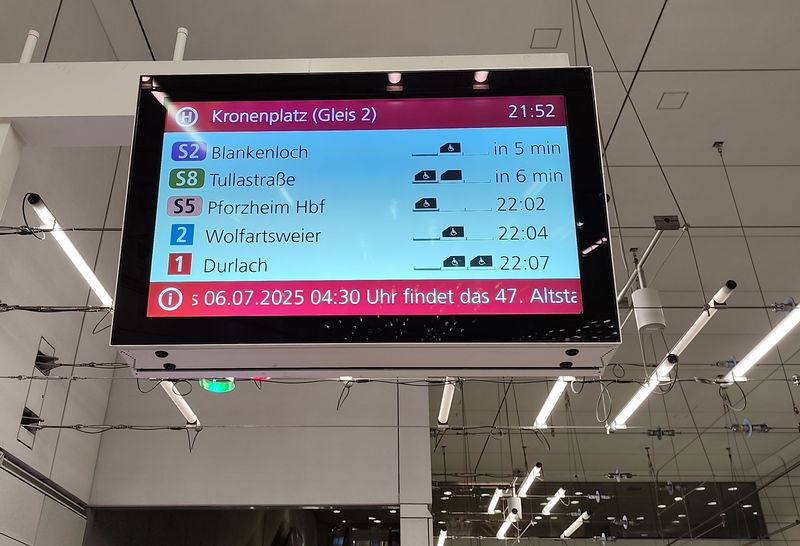 H Kronenplatz (Gleis 2) 21:52
S2 Blankenloch in 5 min
S8 Tullastraße in 6 min
S5 Pforzheim Hbf 22:02
2 Wolfartsweier 22:04
1 Durlach 22:07
i s 06.07.2025 04:30 Uhr findet das 47. Altsta